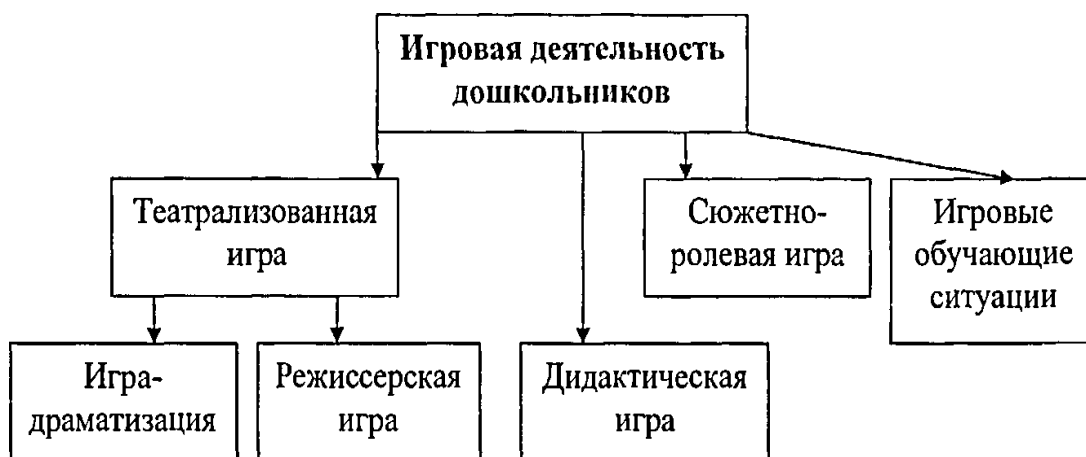 Игровая деятельность
дошкольников
Театрализованная
игра
Сюжетно-
ролевая игра
Игровые
обучающие
ситуации
Игра-
драматизация
Режиссерская
игра
Дидактическая
игра